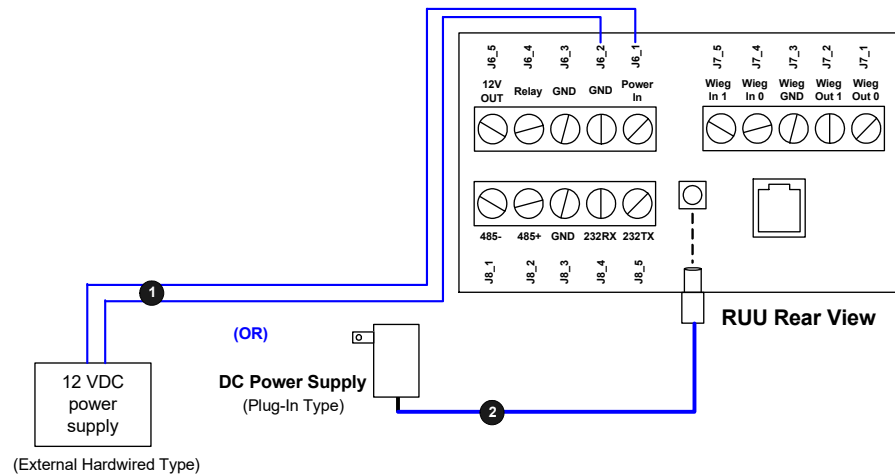 J6_5 J6_4 J6_3 J6_2 J6_1
J7_5 J7_4 J7_3 J7_2 J7_1
12V OUT
Relay
GND
GND
Power In
Wieg In 1
Wieg In 0
Wieg GND
Wieg Out 1
Wieg Out 0
485- 485+ GND 232RX 232TX
J8_1 J8_2 J8_3 J8_4 J8_5
1
RUU Rear View
(OR)
12 VDC
power
supply
(External Hardwired Type)
DC Power Supply
(Plug-In Type)
2